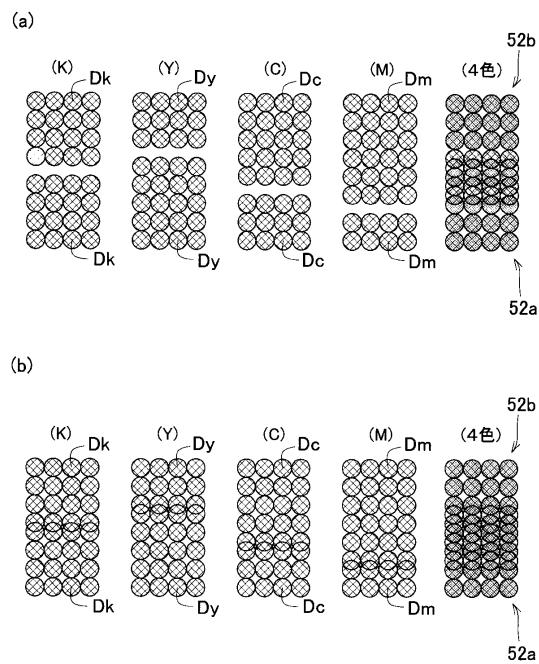 (a)
52b
(K) (Y) (C) (M) (4色)
Dk Dy Dc Dm
Dk Dy Dc Dm
52a
(b)
52b
(K) (Y) (C) (M) (4色)
Dk Dy Dc Dm
Dk Dy Dc Dm
52a